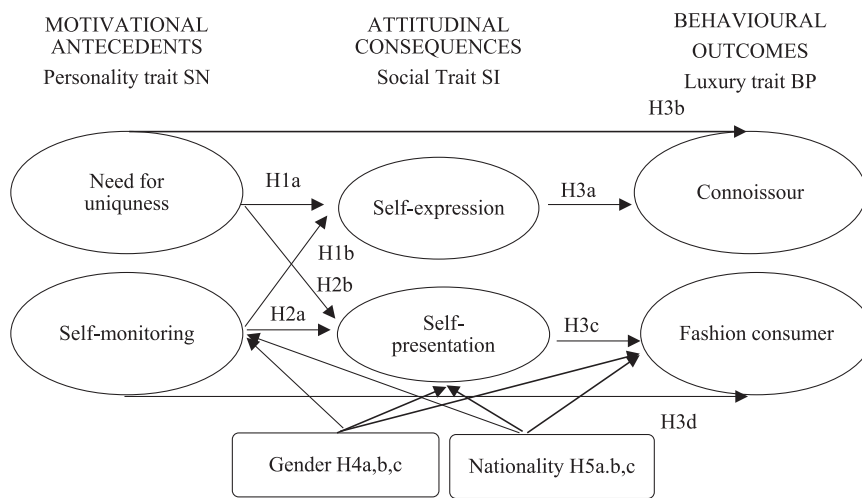 MOTIVATIONAL
ANTECEDENTS
Personality trait SN
ATTITUDINAL
CONSEQUENCES
Social Trait SI
BEHAVIOURAL
OUTCOMES
Luxury trait BP
H3b
Need for
uniquness
H1a
Self-expression
H3a
Connoissour
H1b
H2b
Self-monitoring
H2a
Self-
presentation
H3c
Fashion consumer
H3d
Gender H4a,b,c
Nationality H5a.b,c